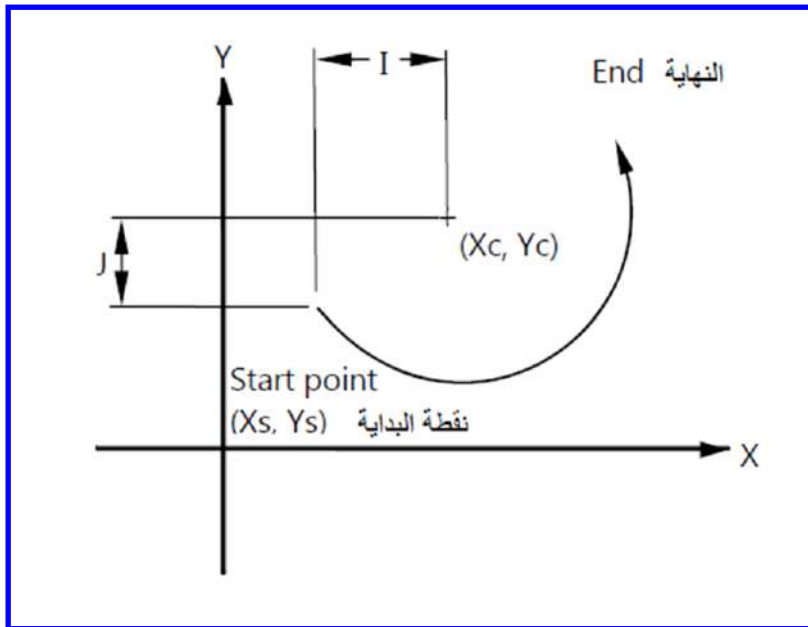 Y
I
End النهاية
(Xc, Yc)
J
Start point
(Xs, Ys) نقطة البداية
X